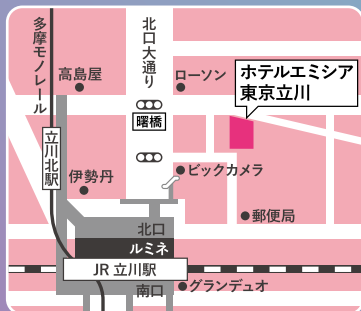 多摩モノレール
北口大通り
高島屋
ローソン
ホテルエミシア
東京立川
曙橋
立川北駅
伊勢丹
ビックカメラ
郵便局
北口
ルミネ
JR 立川駅
南口
グランデュオ